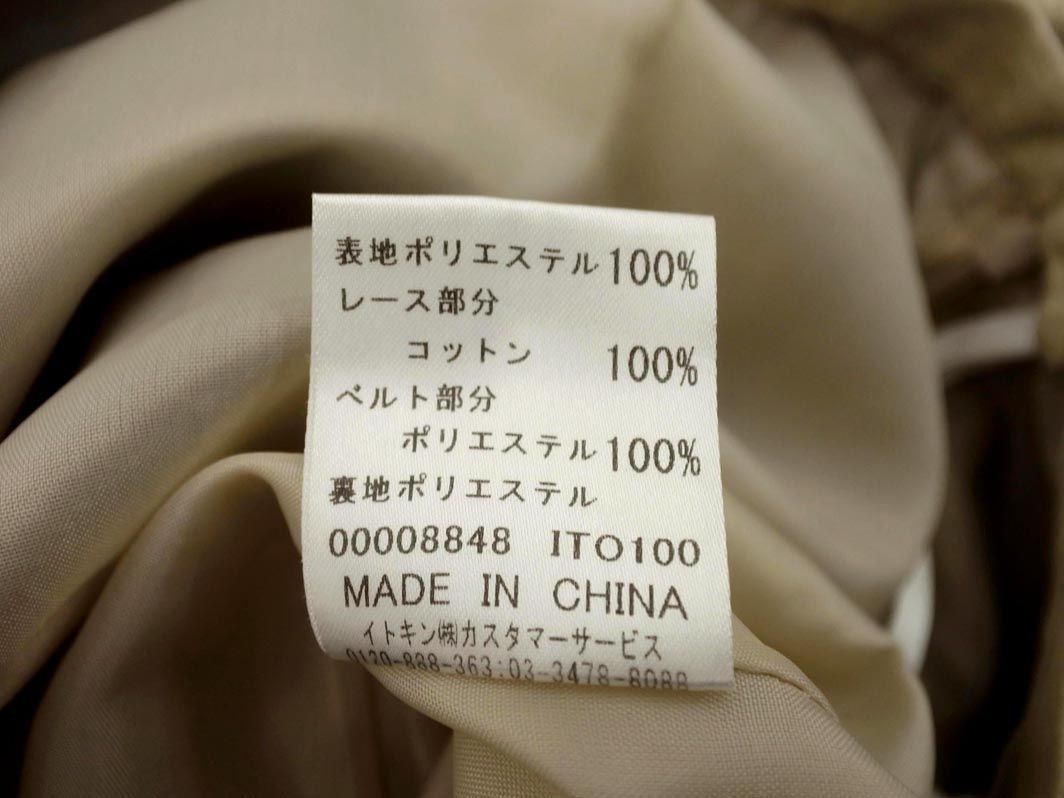 表地ポリエステル100%
レース部分
コットン 100%
ベルト部分
ポリエステル100%
裏地ポリエステル
00008848 ITO100
MADE IN CHINA
イトキン㈱カスタマーサービス
0120-888-363:03-3478-8088